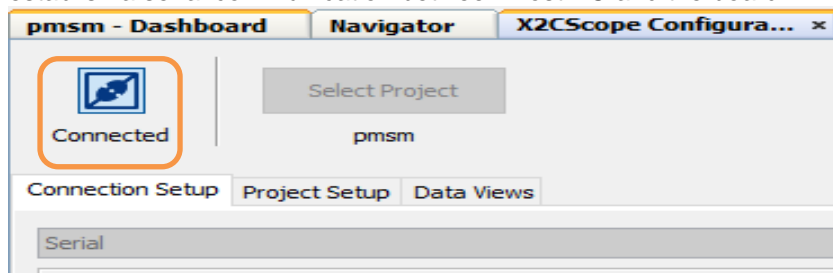 pmsm - Dashboard Navigator X2CScope Configura... ×
Select Project
Connected pmsm
Connection Setup Project Setup Data Views
Serial